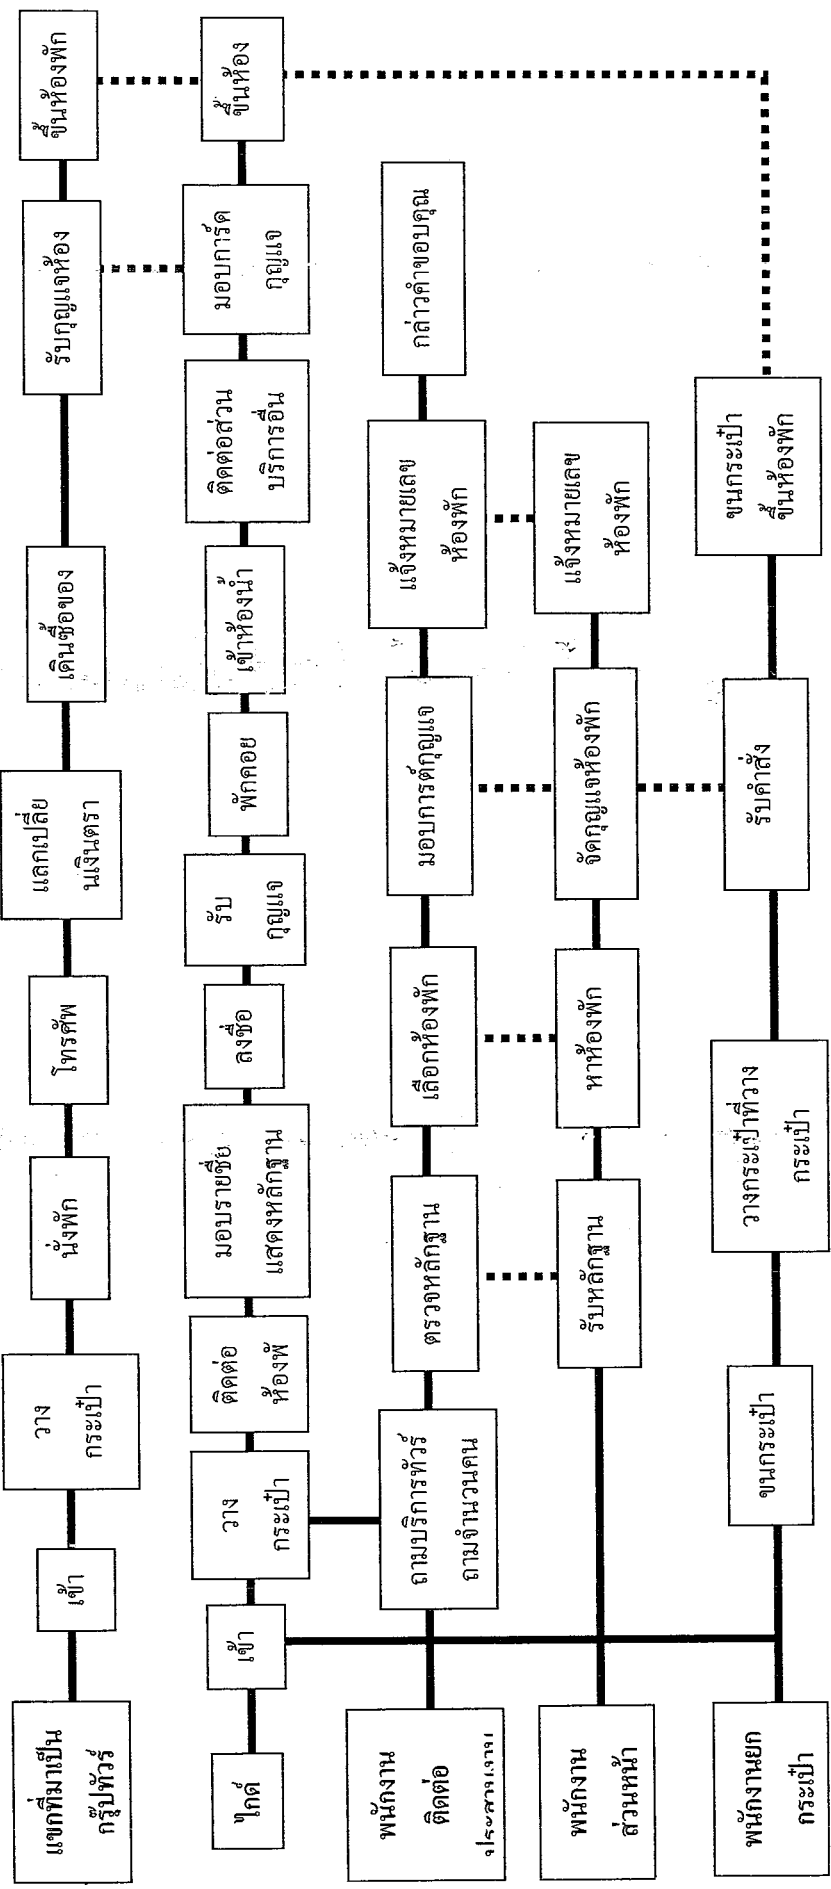 แขกที่มาเป็น
กรุ๊ปทัวร์
เข้า
วาง
กระเป๋า
นั่งพัก
โทรศัพ
แลกเปลี่ย
นเงินตรา
เดินซื้อของ
รับกุญแจห้อง
ขึ้นห้องพัก
ไกด์
เข้า
วาง
กระเป๋า
ติดต่อ
ห้องพั
มอบรายชื่อ
แสดงหลักฐาน
ลงชื่อ
รับ
กุญแจ
พักคอย
เข้าห้องน้ำ
ติดต่อส่วน
บริการอื่น
มอบการ์ด
กุญแจ
ขึ้นห้อง
พนักงาน
ติดต่อ
ประสานงาน
ถามบริการทัวร์
ถามจำนวนคน
ตรวจหลักฐาน
เลือกห้องพัก
มอบการด์กุญแจ
แจ้งหมายเลข
ห้องพัก
กล่าวคำขอบคุณ
พนักงาน
ส่วนหน้า
รับหลักฐาน
หาห้องพัก
จัดกุญแจห้องพัก
แจ้งหมายเลข
ห้องพัก
พนักงานยก
กระเป๋า
ขนกระเป๋า
วางกระเป๋าที่วาง
กระเป๋า
รับคำสั่ง
ขนกระเป๋า
ขึ้นห้องพัก